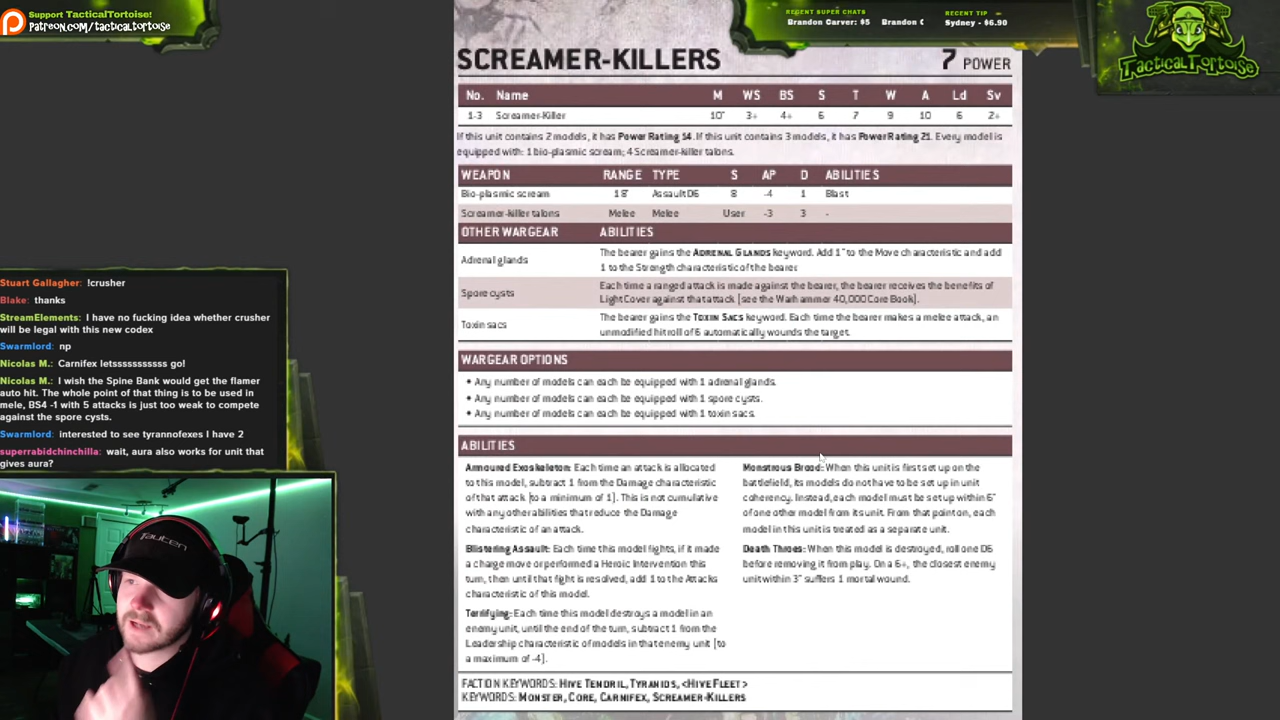 Support TacticalTortoise!
Patreon.com/tacticaltortoise
RECENT SUPER CHATS
Brandon Carver: $5 Brandon C
RECENT TIP
Sydney - $6.90
TACTICALTORTOISE
SCREAMER-KILLERS 7 POWER
No. Name M WS BS S T W A Ld Sv
1-3 Screamer-Killer 10" 3+ 4+ 6 7 9 10 6 2+
If this unit contains 2 models, it has Power Rating 14. If this unit contains 3 models, it has Power Rating 21. Every model is
equipped with: 1 bio-plasmic scream; 4 Screamer-killer talons.
WEAPON RANGE TYPE S AP D ABILITIES
Bio-plasmic scream 18" Assault D6 8 -4 1 Blast
Screamer-killer talons Melee Melee User -3 3 -
OTHER WARGEAR ABILITIES
Adrenal glands
The bearer gains the ADRENAL GLANDS keyword. Add 1" to the Move characteristic and add
1 to the Strength characteristic of the bearer.
Spore cysts
Each time a ranged attack is made against the bearer, the bearer receives the benefits of
Light Cover against that attack (see the Warhammer 40,000 Core Book).
Toxin sacs
The bearer gains the TOXIN SACS keyword. Each time the bearer makes a melee attack, an
unmodified hit roll of 6 automatically wounds the target.
WARGEAR OPTIONS
• Any number of models can each be equipped with 1 adrenal glands.
• Any number of models can each be equipped with 1 spore cysts.
• Any number of models can each be equipped with 1 toxin sacs.
ABILITIES
Armoured Exoskeleton: Each time an attack is allocated
to this model, subtract 1 from the Damage characteristic
of that attack (to a minimum of 1). This is not cumulative
with any other abilities that reduce the Damage
characteristic of an attack.
Blistering Assault: Each time this model fights, if it made
a charge move or performed a Heroic Intervention this
turn, then until that fight is resolved, add 1 to the Attacks
characteristic of this model.
Terrifying: Each time this model destroys a model in an
enemy unit, until the end of the turn, subtract 1 from the
Leadership characteristic of models in that enemy unit (to
a maximum of -4).
Monstrous Brood: When this unit is first set up on the
battlefield, its models do not have to be set up in unit
coherency. Instead, each model must be set up within 6"
of one other model from its unit. From that point on, each
model in this unit is treated as a separate unit.
Death Throes: When this model is destroyed, roll one D6
before removing it from play. On a 6+, the closest enemy
unit within 3" suffers 1 mortal wound.
FACTION KEYWORDS: HIVE TENDRIL, TYRANIDS, <HIVE FLEET>
KEYWORDS: MONSTER, CORE, CARNIFEX, SCREAMER-KILLERS
Stuart Gallagher: !crusher
Blake: thanks
StreamElements: I have no fucking idea whether crusher
will be legal with this new codex
Swarmlord: np
Nicolas M.: Carnifex letssssssssss go!
Nicolas M.: I wish the Spine Bank would get the flamer
auto hit. The whole point of that thing is to be used in
mele, BS4 -1 with 5 attacks is just too weak to compete
against the spore cysts.
Swarmlord: interested to see tyrannofexes I have 2
superrabidchinchilla: wait, aura also works for unit that
gives aura?
Tauten